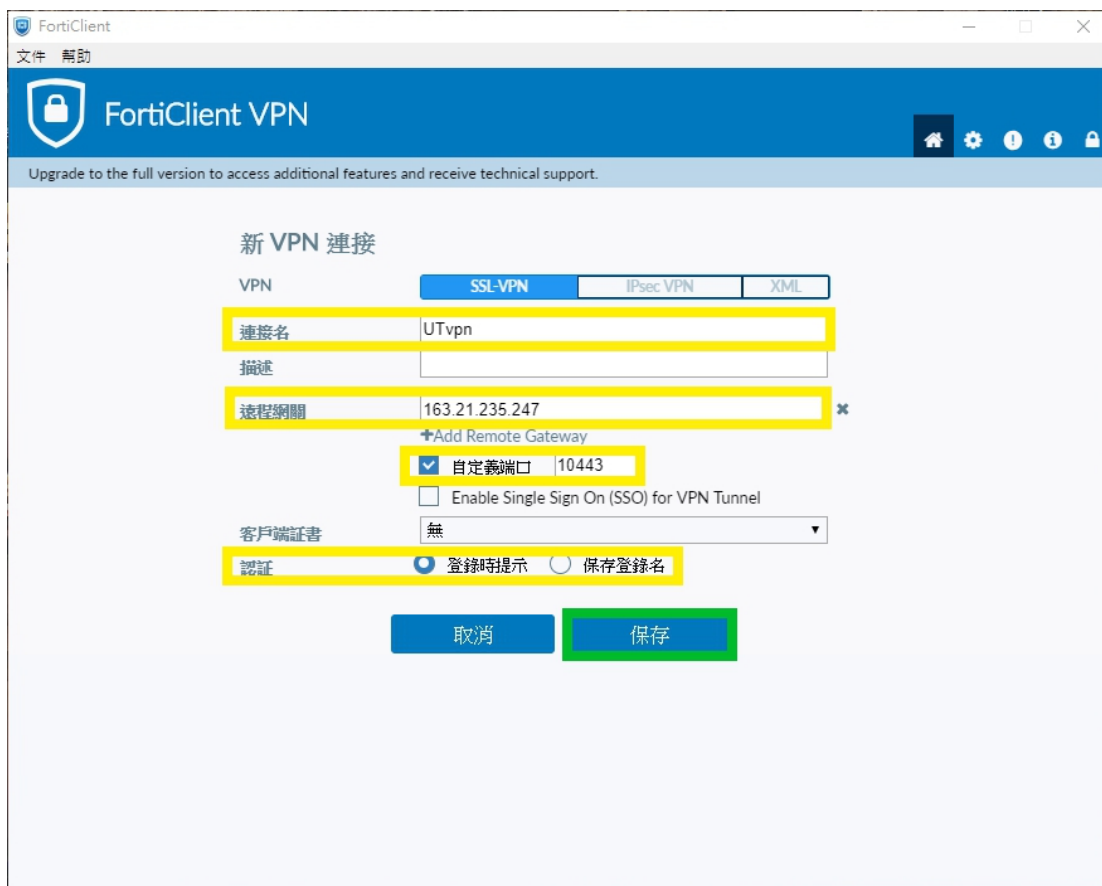 FortiClient
文件 幫助
FortiClient VPN
Upgrade to the full version to access additional features and receive technical support.
新 VPN 連接
VPN SSL-VPN IPsec VPN XML
連接名 UTvpn
描述
遠程網關 163.21.235.247
+Add Remote Gateway
自定義端口 10443
Enable Single Sign On (SSO) for VPN Tunnel
客戶端証書 無
認証 登錄時提示 保存登錄名
取消 保存